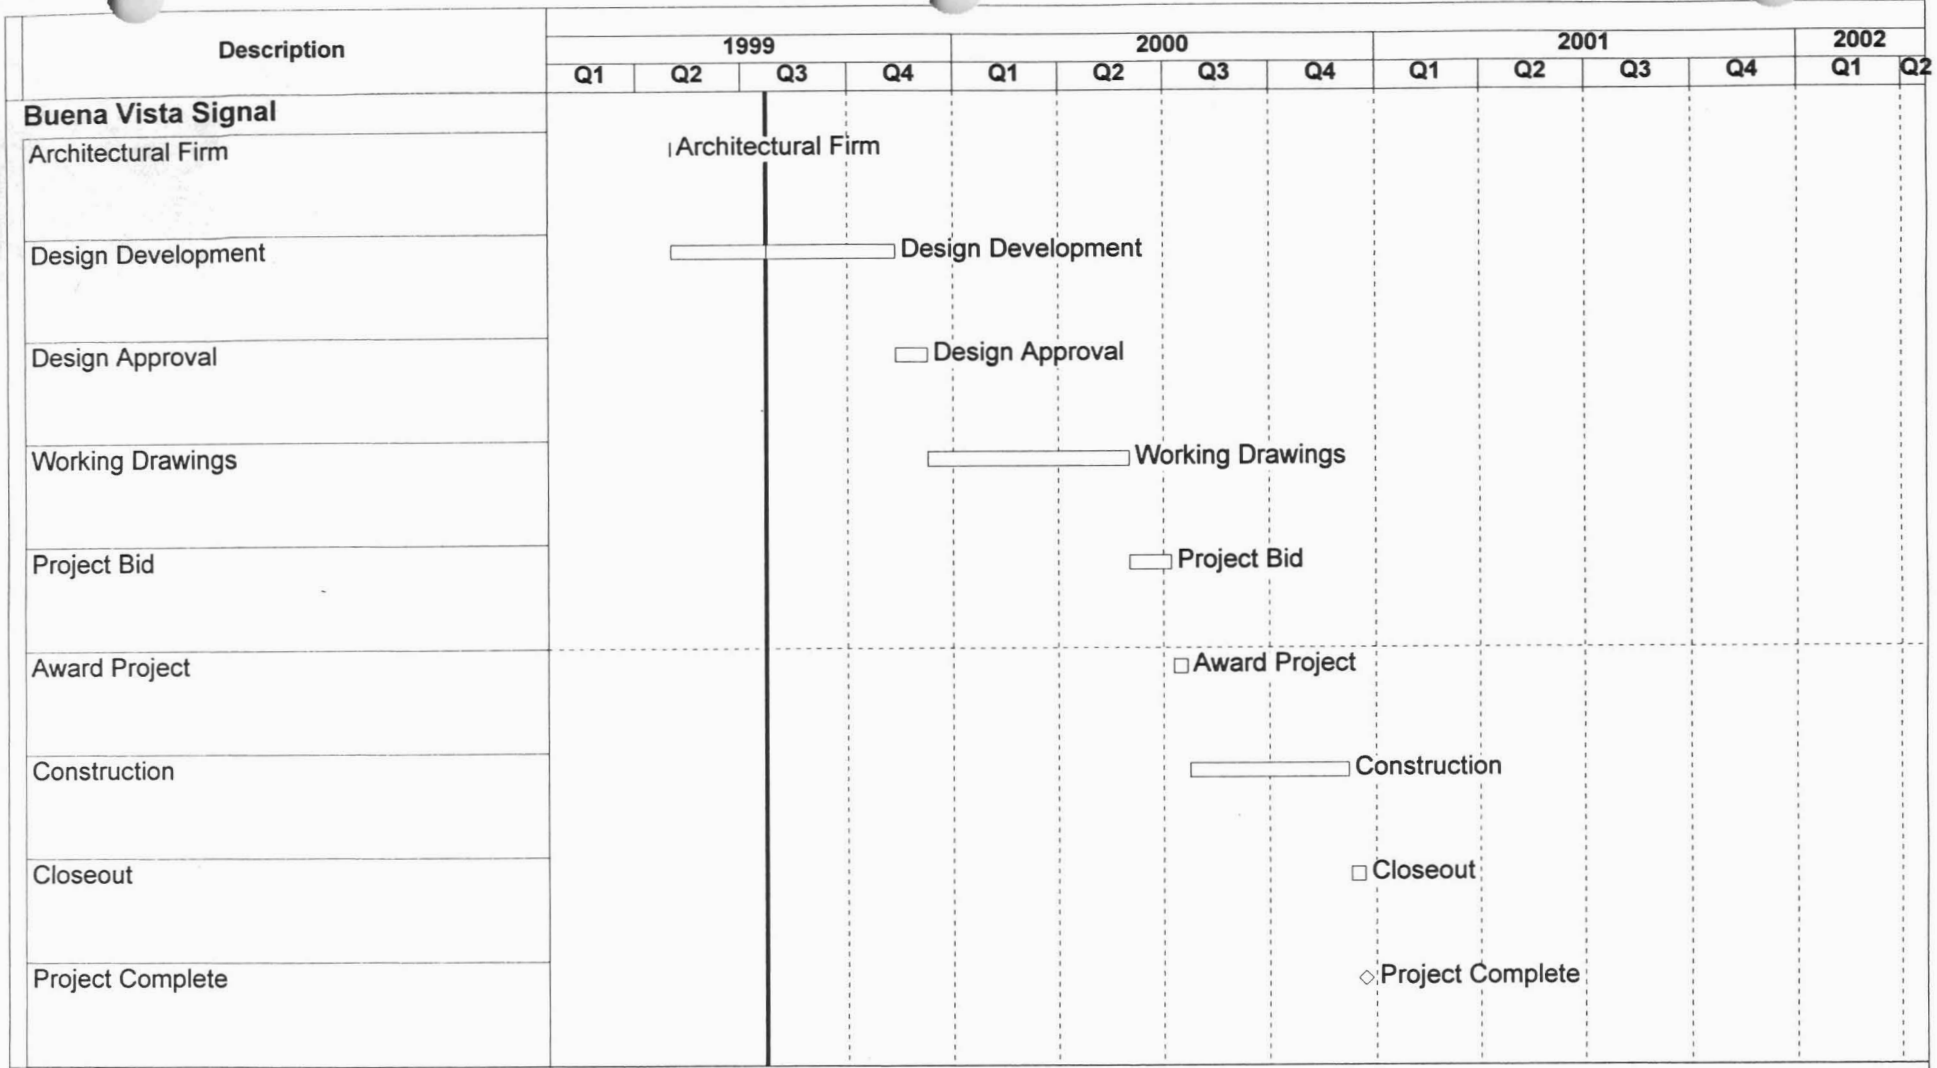 Description
1999 2000 2001 2002
Q1 Q2 Q3 Q4 Q1 Q2 Q3 Q4 Q1 Q2 Q3 Q4 Q1 Q2
Buena Vista Signal
Architectural Firm Architectural Firm
Design Development Design Development
Design Approval Design Approval
Working Drawings Working Drawings
Project Bid Project Bid
Award Project Award Project
Construction Construction
Closeout Closeout
Project Complete Project Complete